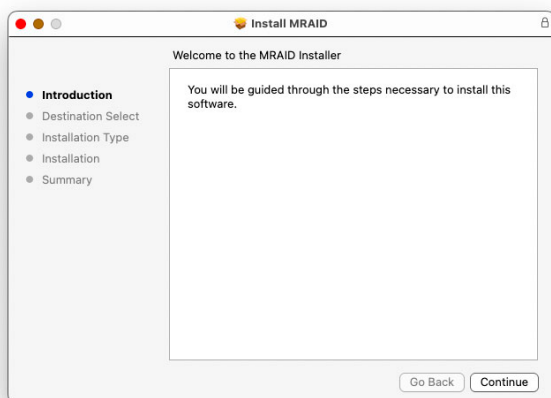 Install MRAID
Welcome to the MRAID Installer
Introduction
Destination Select
Installation Type
Installation
Summary
You will be guided through the steps necessary to install this
software.
Go Back
Continue